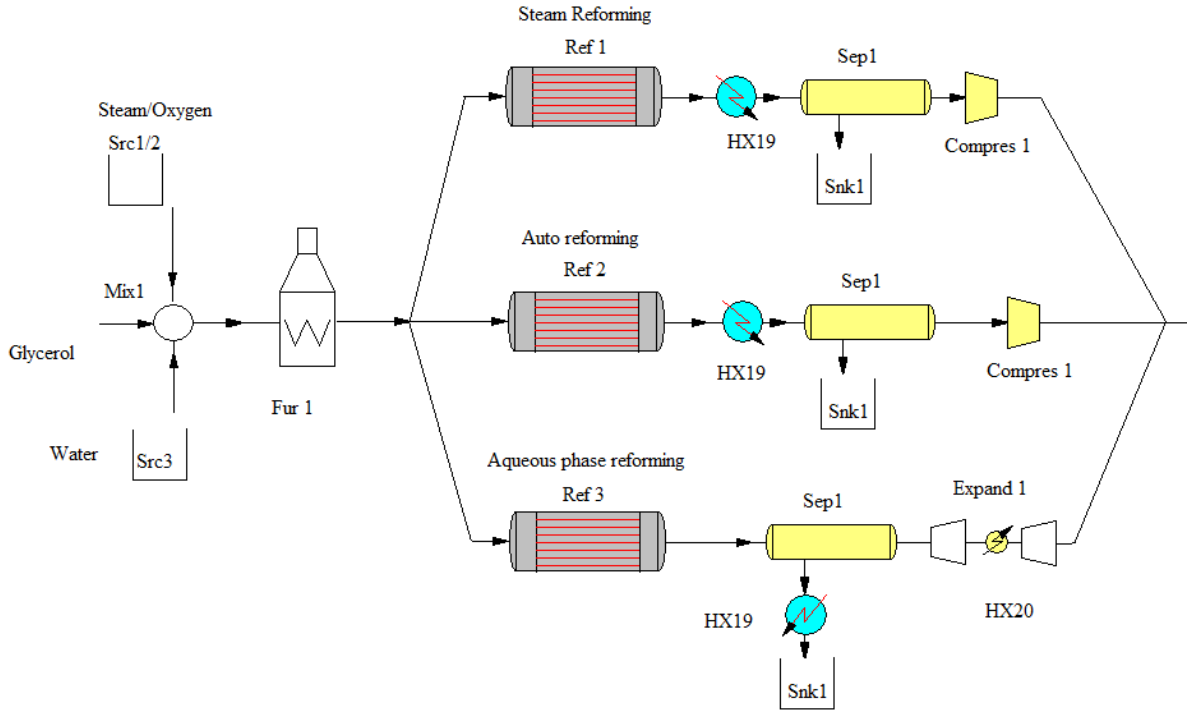 Steam Reforming
Ref 1
Sep1
Steam/Oxygen
Src1/2
HX19
Compres 1
Snk1
Auto reforming
Ref 2
Sep1
Mix1
Glycerol
HX19
Compres 1
Fur 1
Snk1
Water
Src3
Aqueous phase reforming
Ref 3
Sep1
Expand 1
HX19
HX20
Snk1